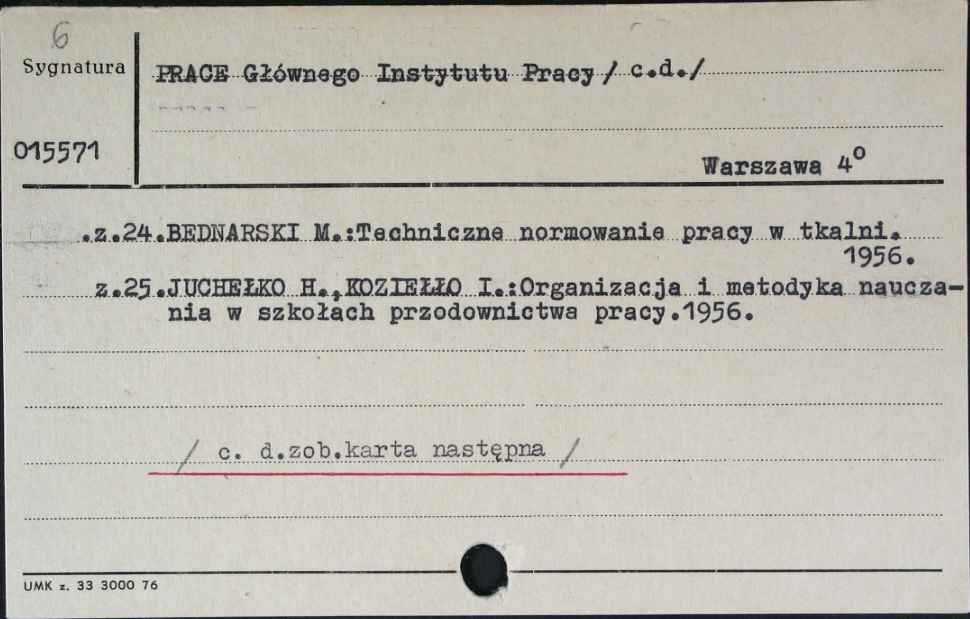 6
Sygnatura
PRACE Głównego Instytutu Pracy / c.d./
015571
Warszawa 4°
.z.24.BEDNARSKI M.:Techniczne normowanie pracy w tkalni.
1956.
z.25.JUCHEŁKO H.,KOZIEŁŁO I.:Organizacja i metodyka naucza-
nia w szkołach przodownictwa pracy.1956.
/ c. d.zob.karta następna /
UMK z. 33 3000 76